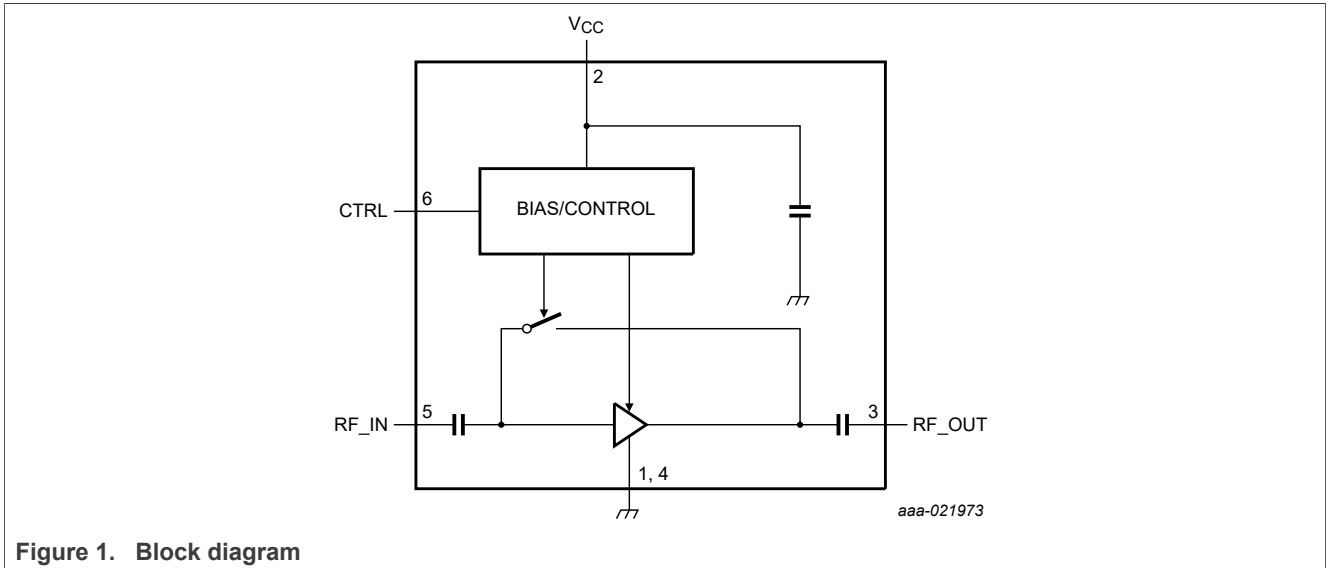 VCC
2
6
CTRL
BIAS/CONTROL
5
RF_IN
3
RF_OUT
1, 4
aaa-021973
Figure 1. Block diagram